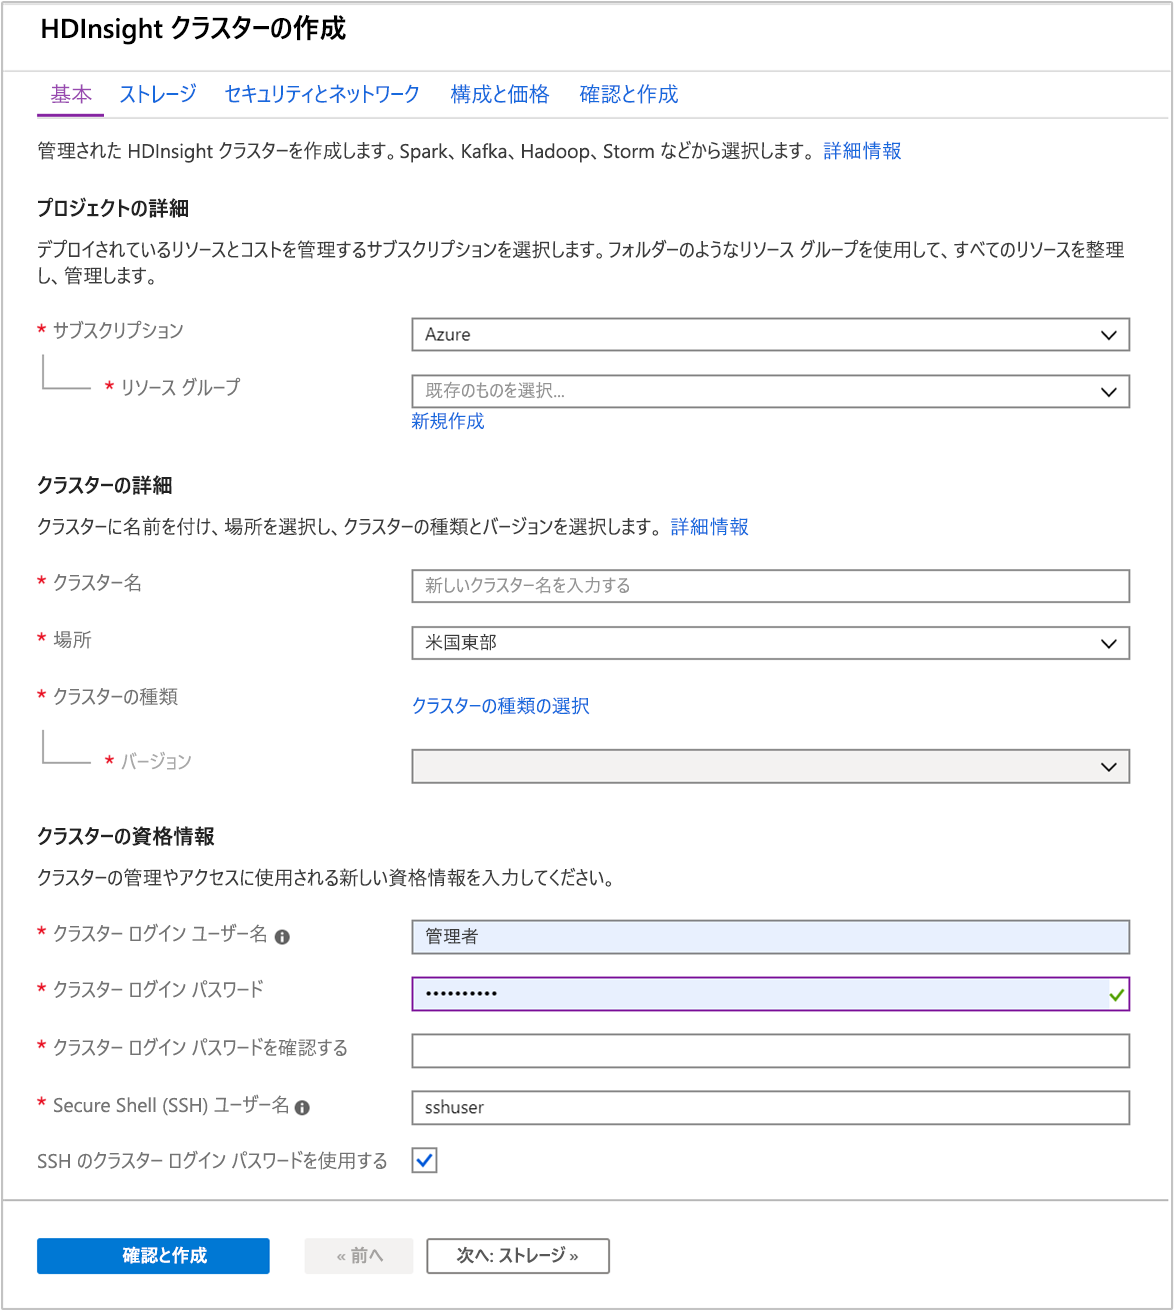 HDInsight クラスターの作成
基本 ストレージ セキュリティとネットワーク 構成と価格 確認と作成
管理された HDInsight クラスターを作成します。Spark、Kafka、Hadoop、Storm などから選択します。 詳細情報
プロジェクトの詳細
デプロイされているリソースとコストを管理するサブスクリプションを選択します。フォルダーのようなリソース グループを使用して、すべてのリソースを整理
し、管理します。
* サブスクリプション Azure
* リソース グループ 既存のものを選択...
新規作成
クラスターの詳細
クラスターに名前を付け、場所を選択し、クラスターの種類とバージョンを選択します。 詳細情報
* クラスター名 新しいクラスター名を入力する
* 場所 米国東部
* クラスターの種類 クラスターの種類の選択
* バージョン
クラスターの資格情報
クラスターの管理やアクセスに使用される新しい資格情報を入力してください。
* クラスター ログイン ユーザー名 管理者
* クラスター ログイン パスワード ••••••••••
* クラスター ログイン パスワードを確認する
* Secure Shell (SSH) ユーザー名 sshuser
SSH のクラスター ログイン パスワードを使用する
確認と作成 « 前へ 次へ: ストレージ »